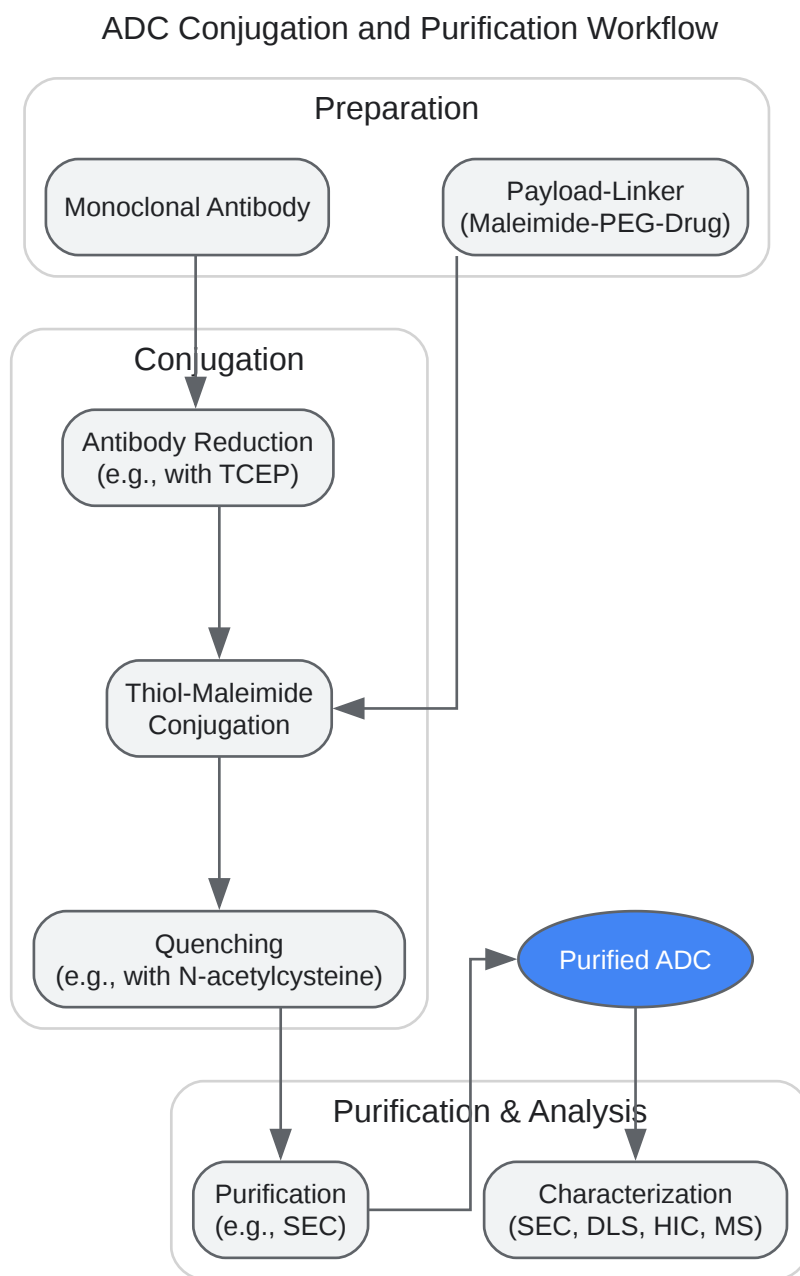 ADC Conjugation and Purification Workflow
Preparation
Monoclonal Antibody
Payload-Linker
(Maleimide-PEG-Drug)
Conjugation
Antibody Reduction
(e.g., with TCEP)
Thiol-Maleimide
Conjugation
Quenching
(e.g., with N-acetylcysteine)
Purified ADC
Purification & Analysis
Purification
(e.g., SEC)
Characterization
(SEC, DLS, HIC, MS)